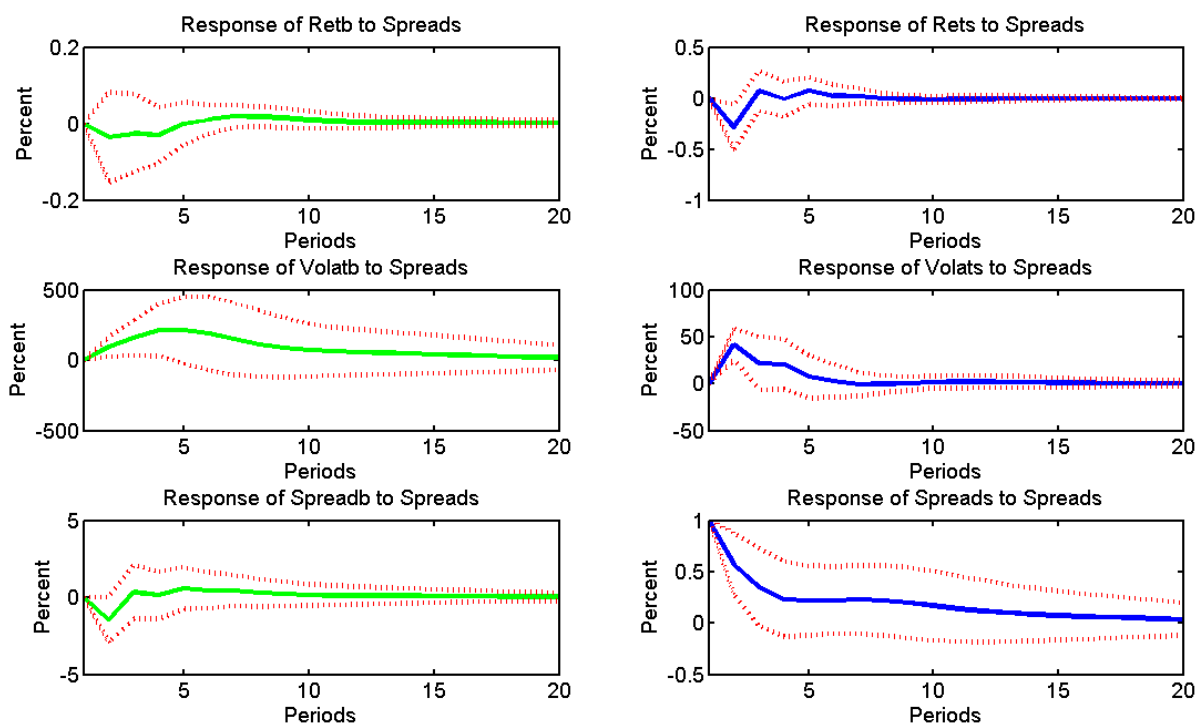 Response of Retb to Spreads
0.2
0
-0.2
Percent
5
10
15
20
Periods
Response of Rets to Spreads
0.5
0
-0.5
-1
Percent
5
10
15
20
Periods
Response of Volatb to Spreads
500
0
-500
Percent
5
10
15
20
Periods
Response of Volats to Spreads
100
50
0
-50
Percent
5
10
15
20
Periods
Response of Spreadb to Spreads
5
0
-5
Percent
5
10
15
20
Periods
Response of Spreads to Spreads
1
0.5
0
-0.5
Percent
5
10
15
20
Periods